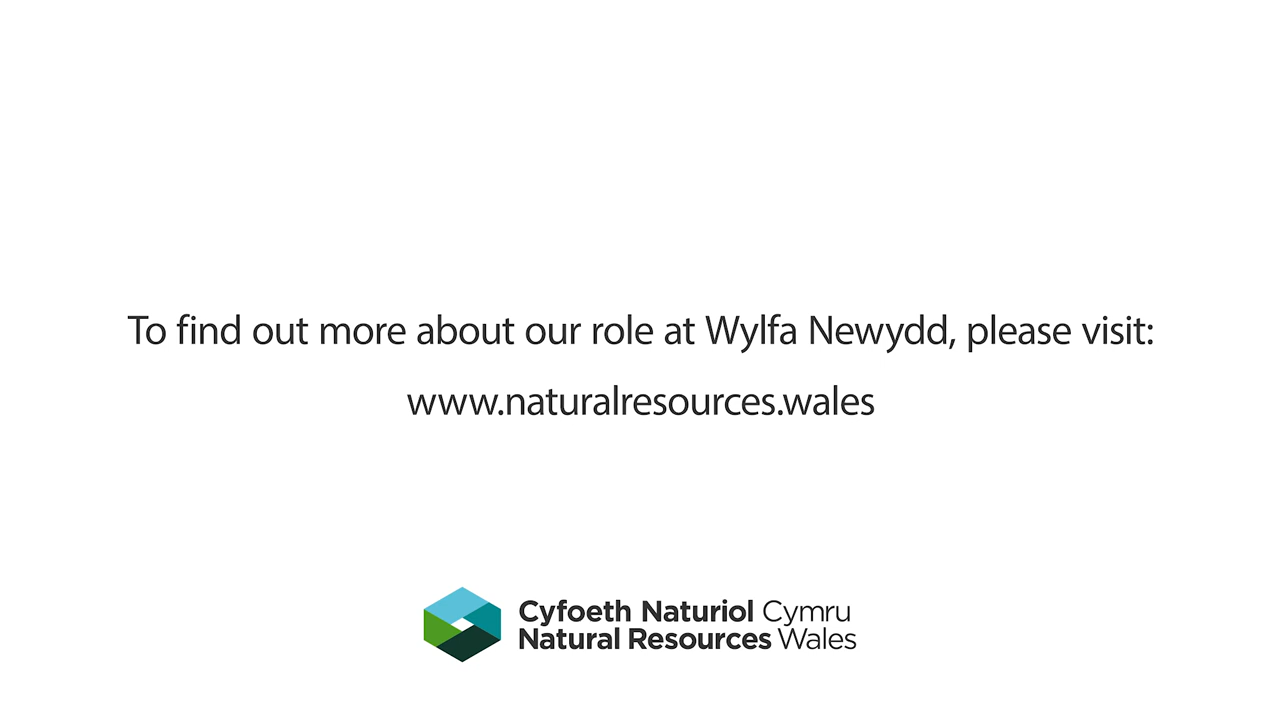 To find out more about our role at Wylfa Newydd, please visit:
www.naturalresources.wales
Cyfoeth Naturiol Cymru
Natural Resources Wales